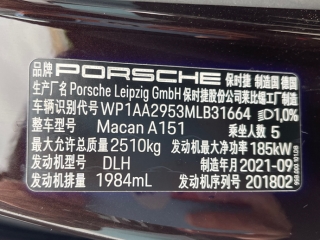 品牌 PORSCHE 保时捷 制造国 德国
生产厂名 Porsche Leipzig GmbH 保时捷股份公司莱比锡工厂制造
车辆识别代号 WP1AA2953MLB31664 D1,0%
整车型号 Macan A151 乘坐人数 5
最大允许总质量 2510kg 发动机最大净功率 185kW
发动机型号 DLH 制造年月 2021-09
发动机排量 1984mL 发动机序列号 201802